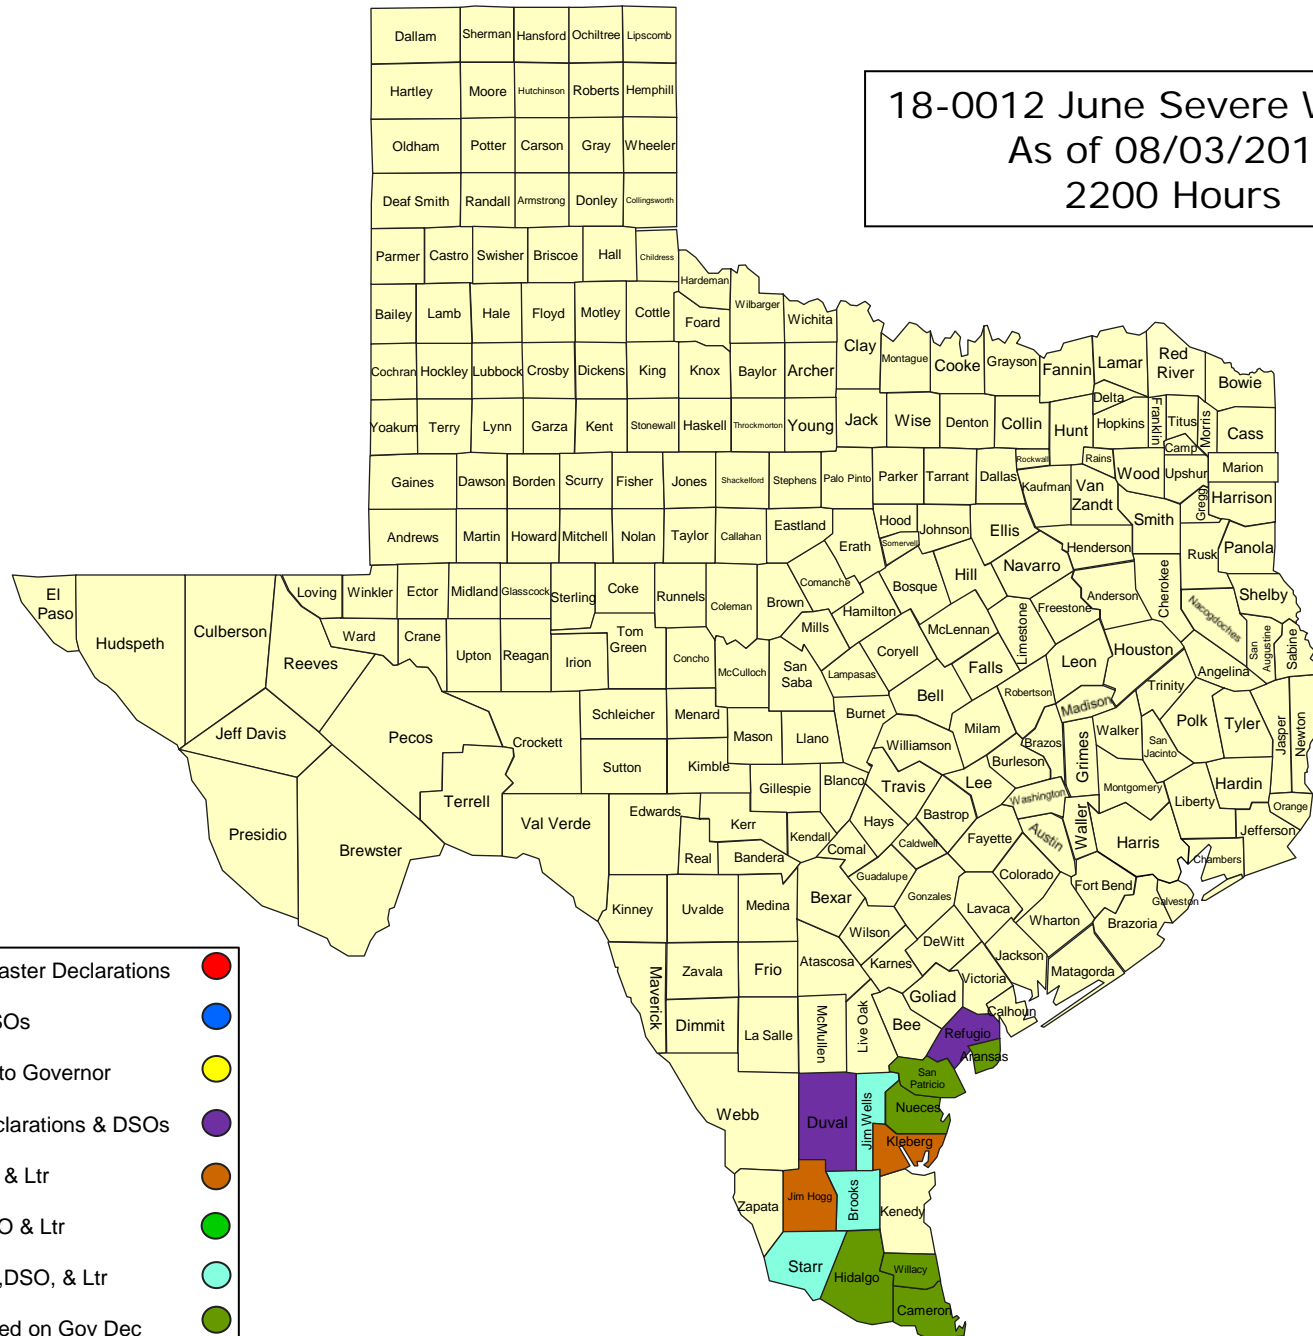 Dallam Sherman Hansford Ochiltree Lipscomb
Hartley Moore Hutchinson Roberts Hemphill
18-0012 June Severe
As of 08/03/201
2200 Hours
Oldham Potter Carson Gray Wheeler
Deaf Smith Randall Armstrong Donley Collingsworth
Parmer Castro Swisher Briscoe Hall Childress
Hardeman
Bailey Lamb Hale Floyd Motley Cottle Foard Wilbarger Wichita
Clay Montague Cooke Grayson Fannin Lamar Red River Bowie
Cochran Hockley Lubbock Crosby Dickens King Knox Baylor Archer
Delta
Yoakum Terry Lynn Garza Kent Stonewall Haskell Throckmorton Young Jack Wise Denton Collin Hunt Hopkins Franklin Titus Morris Cass
Camp
Rockwall Rains
Gaines Dawson Borden Scurry Fisher Jones Shackelford Stephens Palo Pinto Parker Tarrant Dallas Kaufman Van Zandt Wood Upshur Marion
Gregg Harrison
Andrews Martin Howard Mitchell Nolan Taylor Callahan Eastland Erath Hood Somervell Johnson Ellis Henderson Smith Rusk Panola
El Paso Hudspeth Culberson Reeves Loving Winkler Ector Midland Glasscock Sterling Coke Runnels Coleman Brown Comanche Hamilton Bosque Hill Navarro Freestone Anderson Cherokee Nacogdoches Shelby
Ward Crane Upton Reagan Irion Tom Green Concho McCulloch San Saba Mills Lampasas Coryell McLennan Limestone Falls Leon Houston Angelina San Augustine Sabine
Jeff Davis Pecos Crockett Schleicher Menard Mason Llano Burnet Bell Milam Robertson Madison Trinity Polk Tyler Jasper Newton
Sutton Kimble Williamson Brazos Burleson Grimes Walker San Jacinto
Presidio Brewster Terrell Val Verde Edwards Gillespie Blanco Travis Lee Washington Montgomery Liberty Hardin Orange
Kerr Kendall Hays Bastrop Caldwell Fayette Austin Waller Harris Jefferson
Real Bandera Comal Guadalupe Gonzales Colorado Fort Bend Chambers
Kinney Uvalde Medina Bexar Wilson Lavaca Wharton Brazoria Galveston
Maverick Zavala Frio Atascosa Karnes DeWitt Jackson Matagorda
Victoria Goliad Calhoun
Dimmit La Salle McMullen Live Oak Bee Refugio Aransas
San Patricio
Webb Duval Jim Wells Nueces
Kleberg
Zapata Jim Hogg Brooks Kenedy
Starr Hidalgo Willacy
Cameron
aster Declarations
SOs
to Governor
clarations & DSOs
& Ltr
O & Ltr
,DSO, & Ltr
ed on Gov Dec